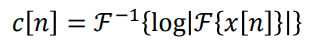 c[n] = ℱ⁻¹{log|ℱ{x[n]}|}